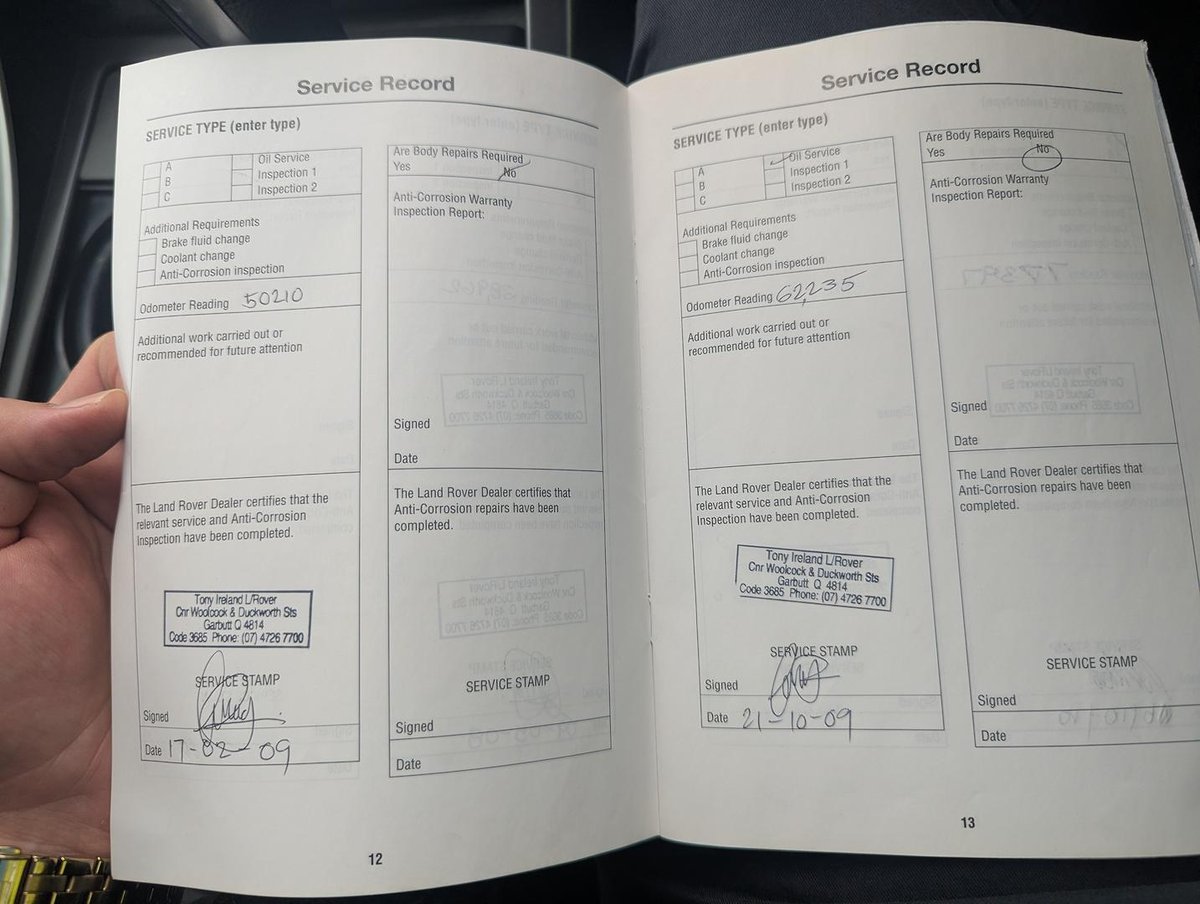 Service Record
SERVICE TYPE (enter type)
A
B
C
Oil Service
Inspection 1
Inspection 2
Additional Requirements
Brake fluid change
Coolant change
Anti-Corrosion inspection
Odometer Reading 50210
Additional work carried out or
recommended for future attention
The Land Rover Dealer certifies that the
relevant service and Anti-Corrosion
Inspection have been completed.
Tony Ireland L/Rover
Cnr Woolcock & Duckworth Sts
Garbutt Q 4814
Code 3685 Phone: (07) 4726 7700
SERVICE STAMP
Signed
Date 17-02-09
Are Body Repairs Required
Yes No
Anti-Corrosion Warranty
Inspection Report:
Signed
Date
The Land Rover Dealer certifies that
Anti-Corrosion repairs have been
completed.
SERVICE STAMP
Signed
Date
12
Service Record
SERVICE TYPE (enter type)
A
B
C
Oil Service
Inspection 1
Inspection 2
Additional Requirements
Brake fluid change
Coolant change
Anti-Corrosion inspection
Odometer Reading 62,235
Additional work carried out or
recommended for future attention
The Land Rover Dealer certifies that the
relevant service and Anti-Corrosion
Inspection have been completed.
Tony Ireland L/Rover
Cnr Woolcock & Duckworth Sts
Garbutt Q 4814
Code 3685 Phone: (07) 4726 7700
SERVICE STAMP
Signed
Date 21-10-09
Are Body Repairs Required
Yes No
Anti-Corrosion Warranty
Inspection Report:
Signed
Date
The Land Rover Dealer certifies that
Anti-Corrosion repairs have been
completed.
SERVICE STAMP
Signed
Date
13